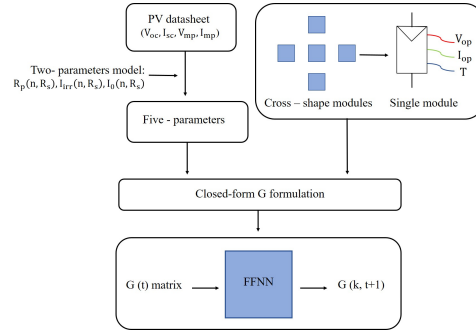 PV datasheet
(Voc, Isc, Vmp, Imp)
Two- parameters model:
Rp(n, Rs), Iirr(n, Rs), I0(n, Rs)
Five - parameters
Cross – shape modules
Single module
Vop
Iop
T
Closed-form G formulation
G (t) matrix
FFNN
G (k, t+1)